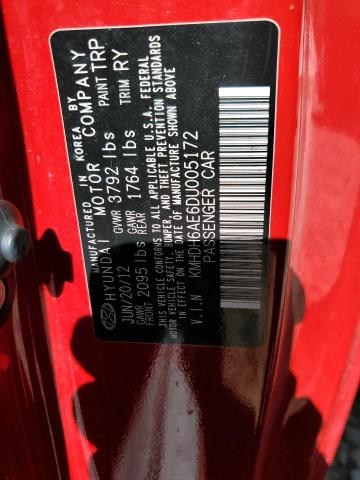 MANUFACTURED IN KOREA BY
HYUNDAI MOTOR COMPANY
JUN/20/12 GVWR 3792 lbs PAINT TRP
GAWR FRONT 2095 lbs GAWR REAR 1764 lbs TRIM RY
THIS VEHICLE CONFORMS TO ALL APPLICABLE U.S.A. FEDERAL
MOTOR VEHICLE SAFETY, BUMPER, AND THEFT PREVENTION STANDARDS
IN EFFECT ON THE DATE OF MANUFACTURE SHOWN ABOVE
V.I.N KMHDH6AE6DU005172
PASSENGER CAR